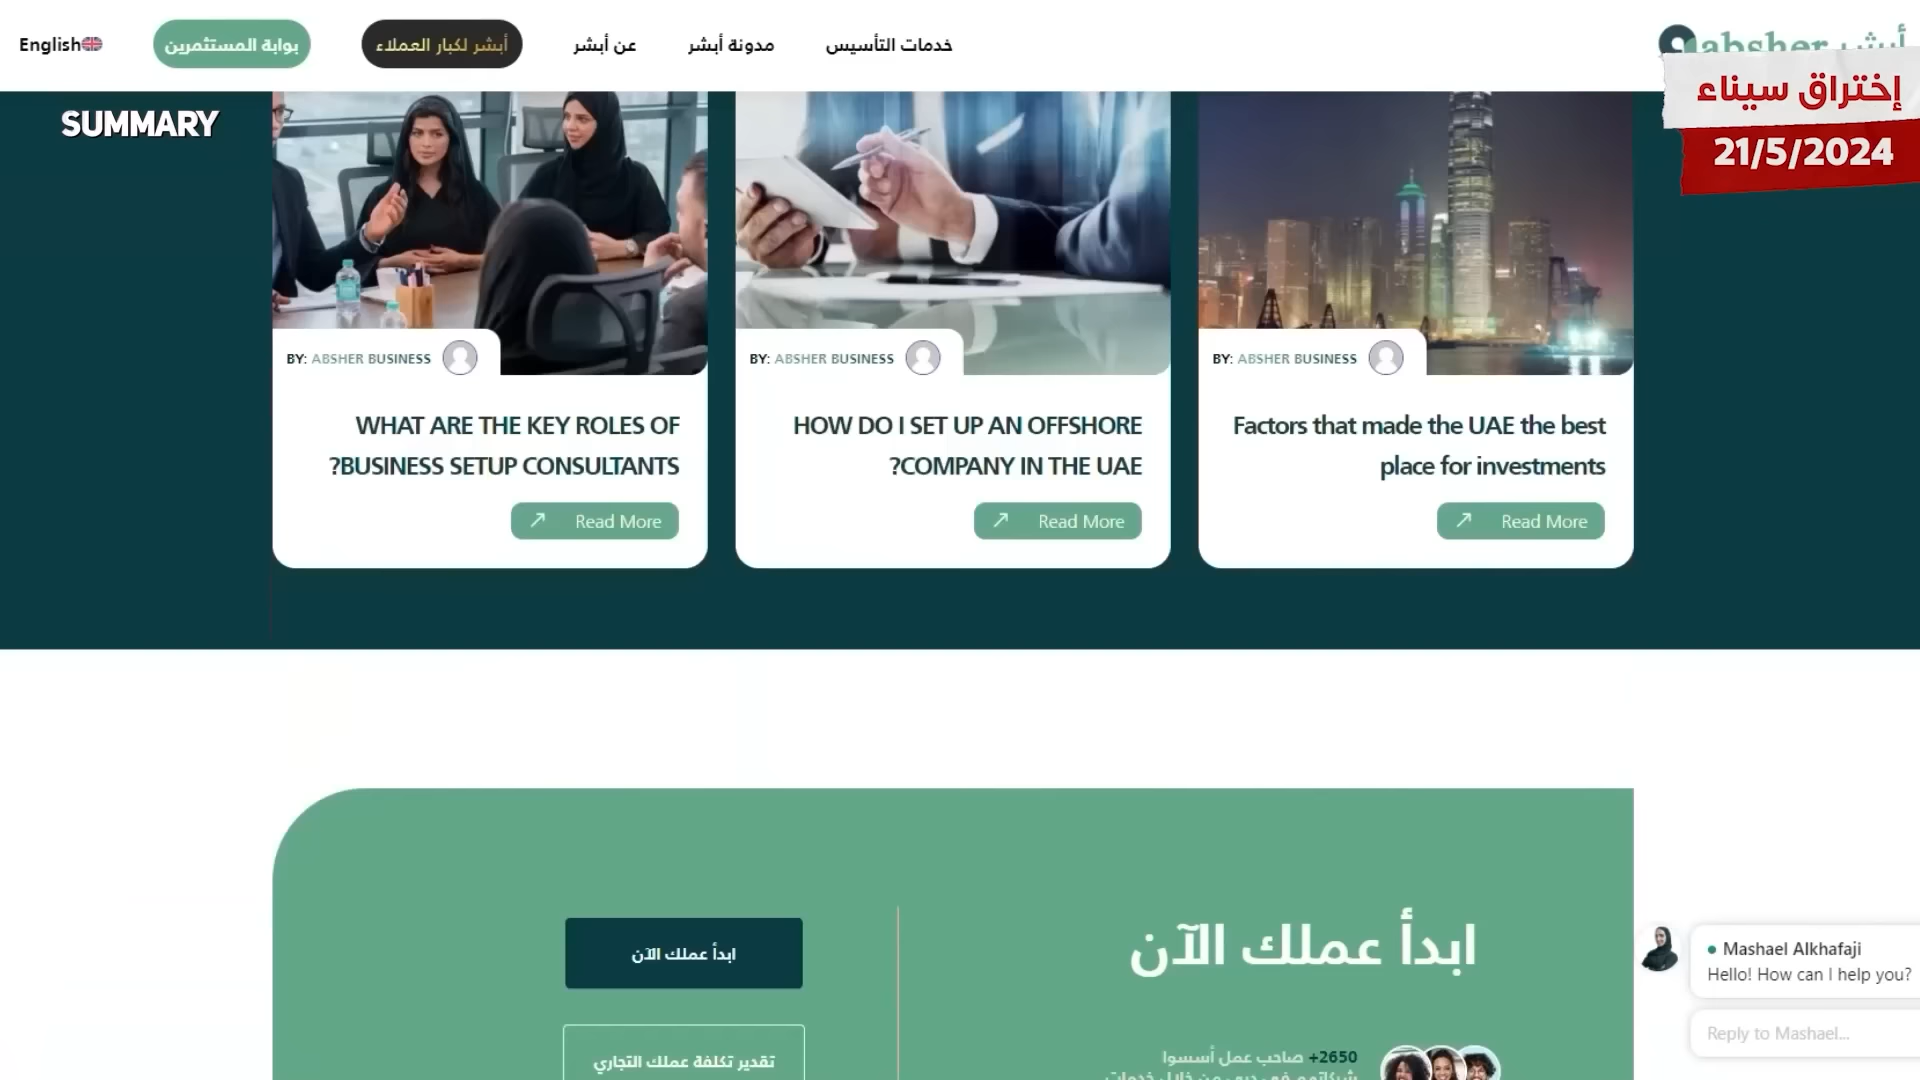 English
بوابة المستثمرين
أبشر لكبار العملاء
عن أبشر
مدونة أبشر
خدمات التأسيس
absher أبشر
إختراق سيناء
21/5/2024
SUMMARY
BY: ABSHER BUSINESS
WHAT ARE THE KEY ROLES OF
?BUSINESS SETUP CONSULTANTS
Read More
BY: ABSHER BUSINESS
HOW DO I SET UP AN OFFSHORE
?COMPANY IN THE UAE
Read More
BY: ABSHER BUSINESS
Factors that made the UAE the best
place for investments
Read More
ابدأ عملك الآن
ابدأ عملك الآن
تقدير تكلفة عملك التجاري
+2650 صاحب عمل أسسوا
شركاتهم في دبي من خلال خدمات
Mashael Alkhafaji
Hello! How can I help you?
Reply to Mashael...